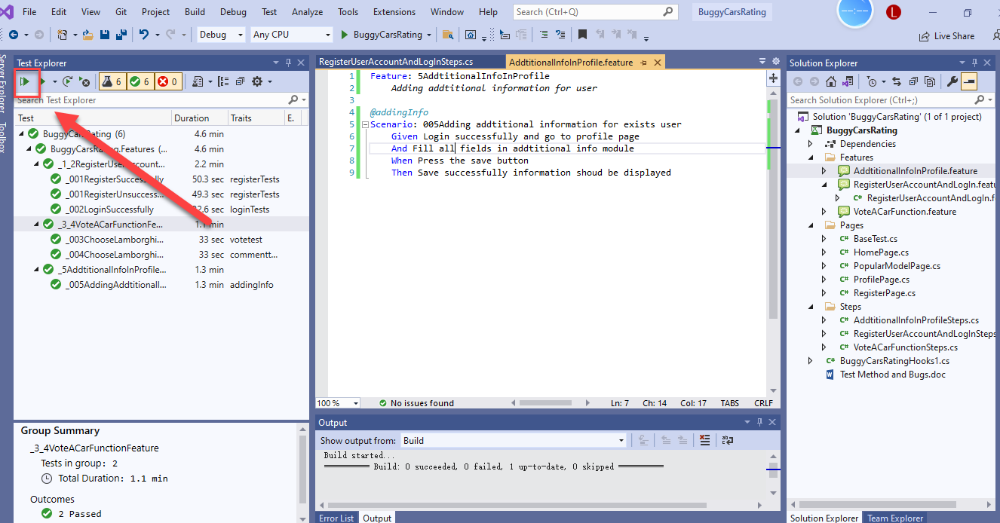 File Edit View Git Project Build Debug Test Analyze Tools Extensions Window Help Search (Ctrl+Q) BuggyCarsRating L
Debug Any CPU BuggyCarsRating Live Share
Server Explorer
Toolbox
Test Explorer
6 6 0
Search Test Explorer
Test Duration Traits E.
BuggyCarsRating (6) 4.6 min
BuggyCarsRating.Features (... 4.6 min
_1_2RegisterUserAccount... 2.2 min
_001RegisterSuccessfully 50.3 sec registerTests
_001RegisterUnsuccess... 49.3 sec registerTests
_002LoginSuccessfully 32.6 sec loginTests
_3_4VoteACarFunctionFe... 1.1 min
_003ChooseLamborghi... 33 sec votetest
_004ChooseLamborghi... 33 sec commentt...
_5AddtitionalInfoInProfile... 1.3 min
_005AddingAddtitionall... 1.3 min addingInfo
Group Summary
_3_4VoteACarFunctionFeature
Tests in group: 2
Total Duration: 1.1 min
Outcomes
2 Passed
RegisterUserAccountAndLogInSteps.cs AddtitionalInfoInProfile.feature
1 Feature: 5AddtitionalInfoInProfile
2 Adding addtitional information for user
3
4 @addingInfo
5 Scenario: 005Adding addtitional information for exists user
6 Given Login successfully and go to profile page
7 And Fill all fields in addtitional info module
8 When Press the save button
9 Then Save successfully information shoud be displayed
100 % No issues found Ln: 7 Ch: 14 Col: 17 TABS CRLF
Output
Show output from: Build
Build started...
========== Build: 0 succeeded, 0 failed, 1 up-to-date, 0 skipped ==========
Error List Output
Solution Explorer
Search Solution Explorer (Ctrl+;)
Solution 'BuggyCarsRating' (1 of 1 project)
BuggyCarsRating
Dependencies
Features
AddtitionalInfoInProfile.feature
RegisterUserAccountAndLogIn.featu
C# RegisterUserAccountAndLogIn.f
VoteACarFunction.feature
Pages
C# BaseTest.cs
C# HomePage.cs
C# PopularModelPage.cs
C# ProfilePage.cs
C# RegisterPage.cs
Steps
C# AddtitionalInfoInProfileSteps.cs
C# RegisterUserAccountAndLogInSteps
C# VoteACarFunctionSteps.cs
C# BuggyCarsRatingHooks1.cs
Test Method and Bugs.doc
Solution Explorer Team Explorer